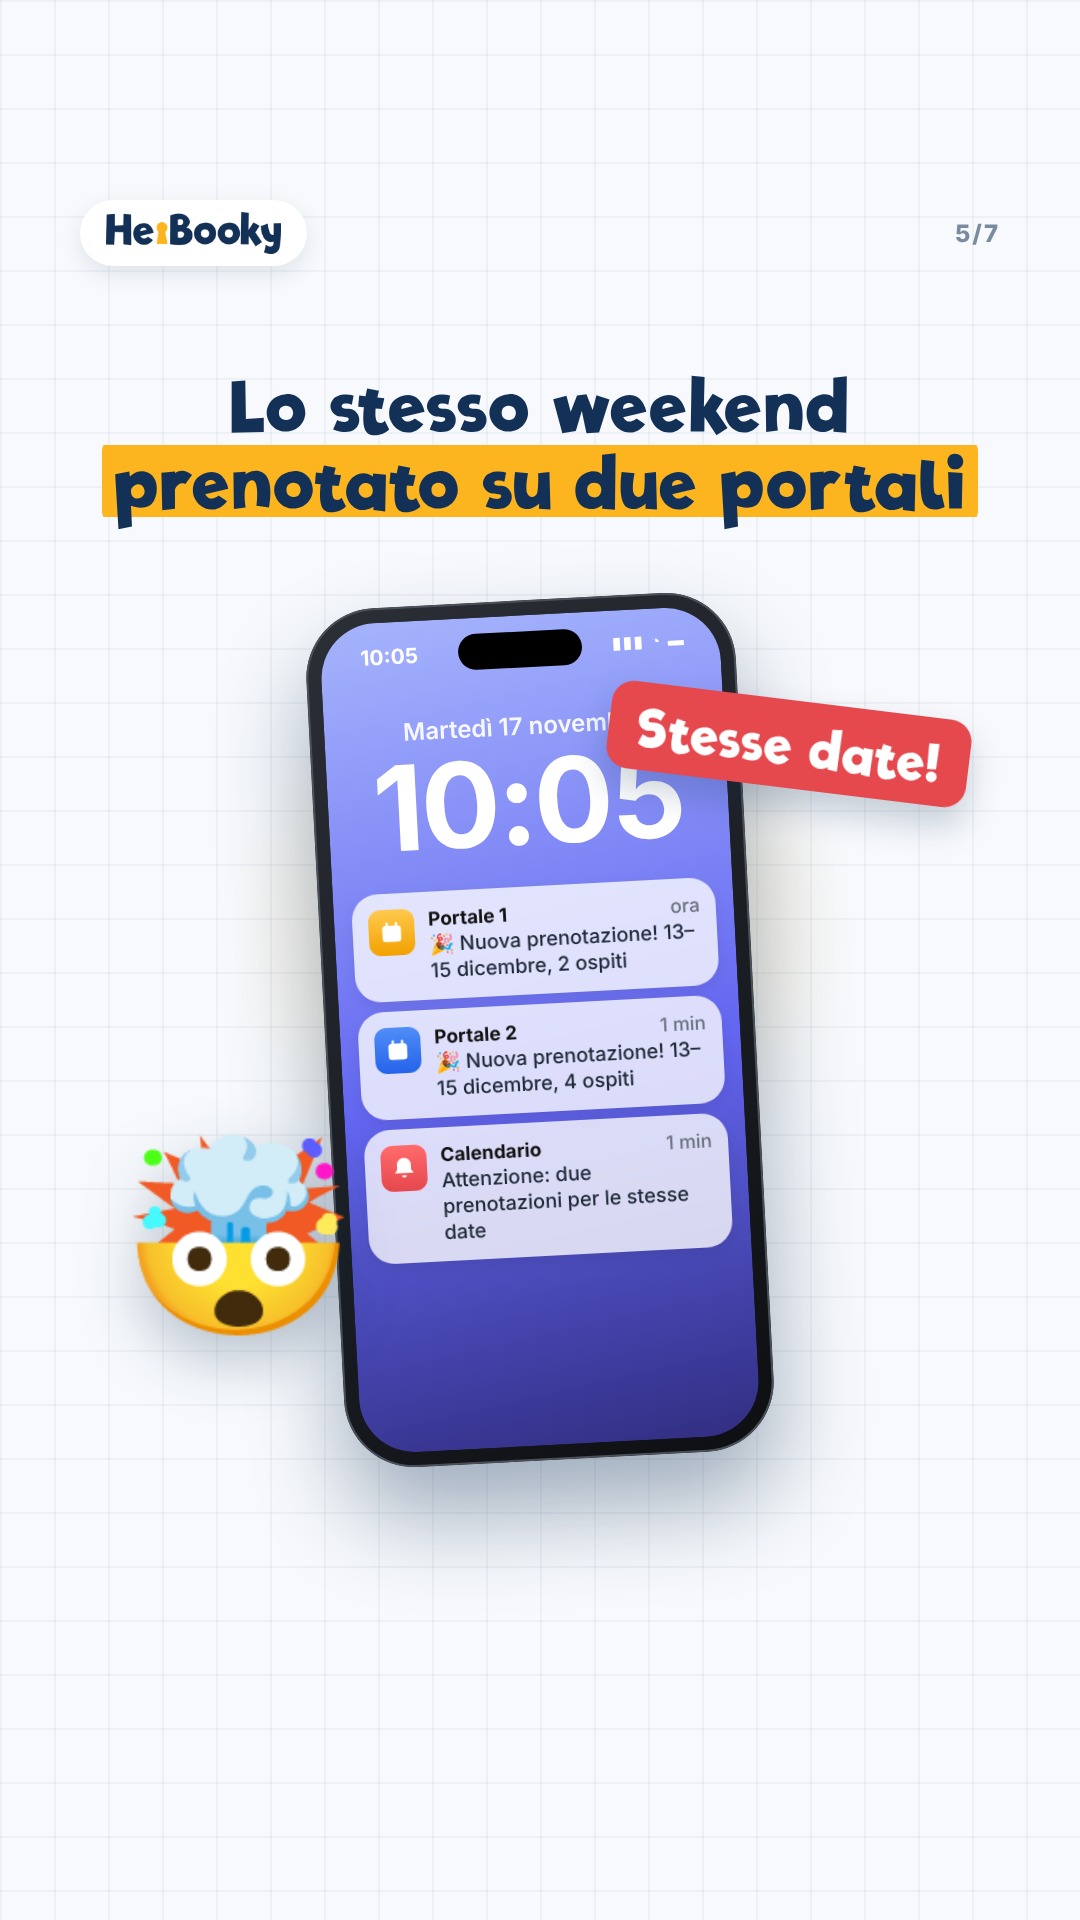 HeiBooky
5/7
Lo stesso weekend
prenotato su due portali
10:05
Martedì 17
Stesse date!
10:05
Portale 1
ora
🎉 Nuova prenotazione! 13–
15 dicembre, 2 ospiti
Portale 2
1 min
🎉 Nuova prenotazione! 13–
15 dicembre, 4 ospiti
Calendario
1 min
Attenzione: due
prenotazioni per le stesse
date